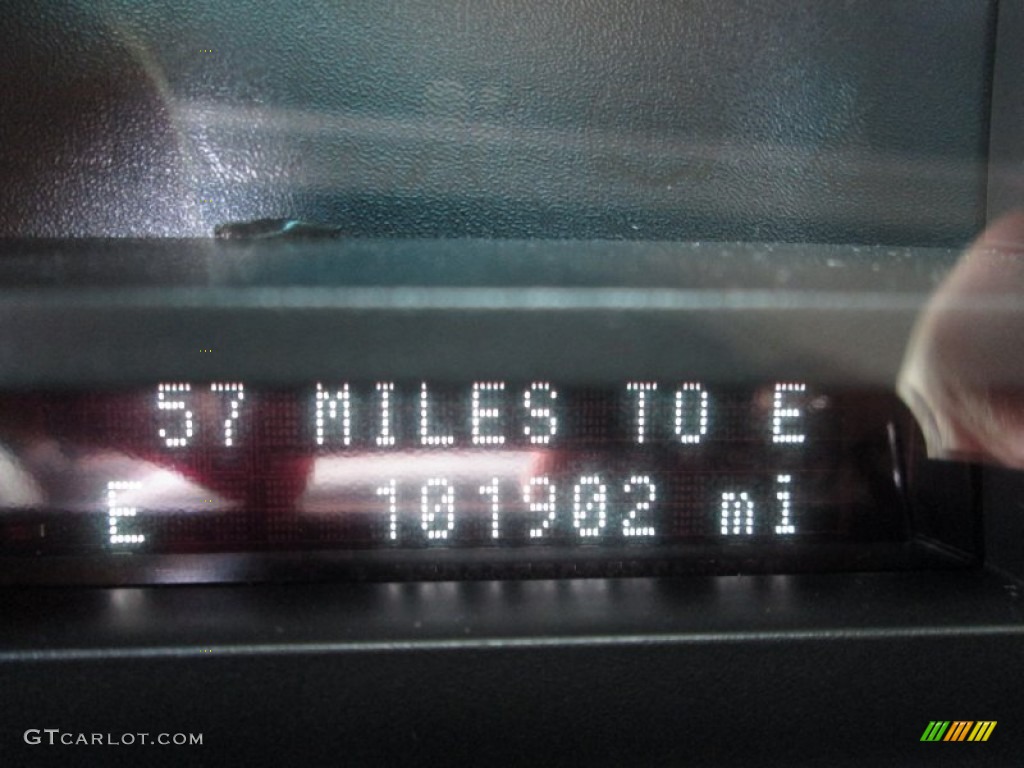 57 MILES TO E
E 101902 mi
GTCARLOT.COM